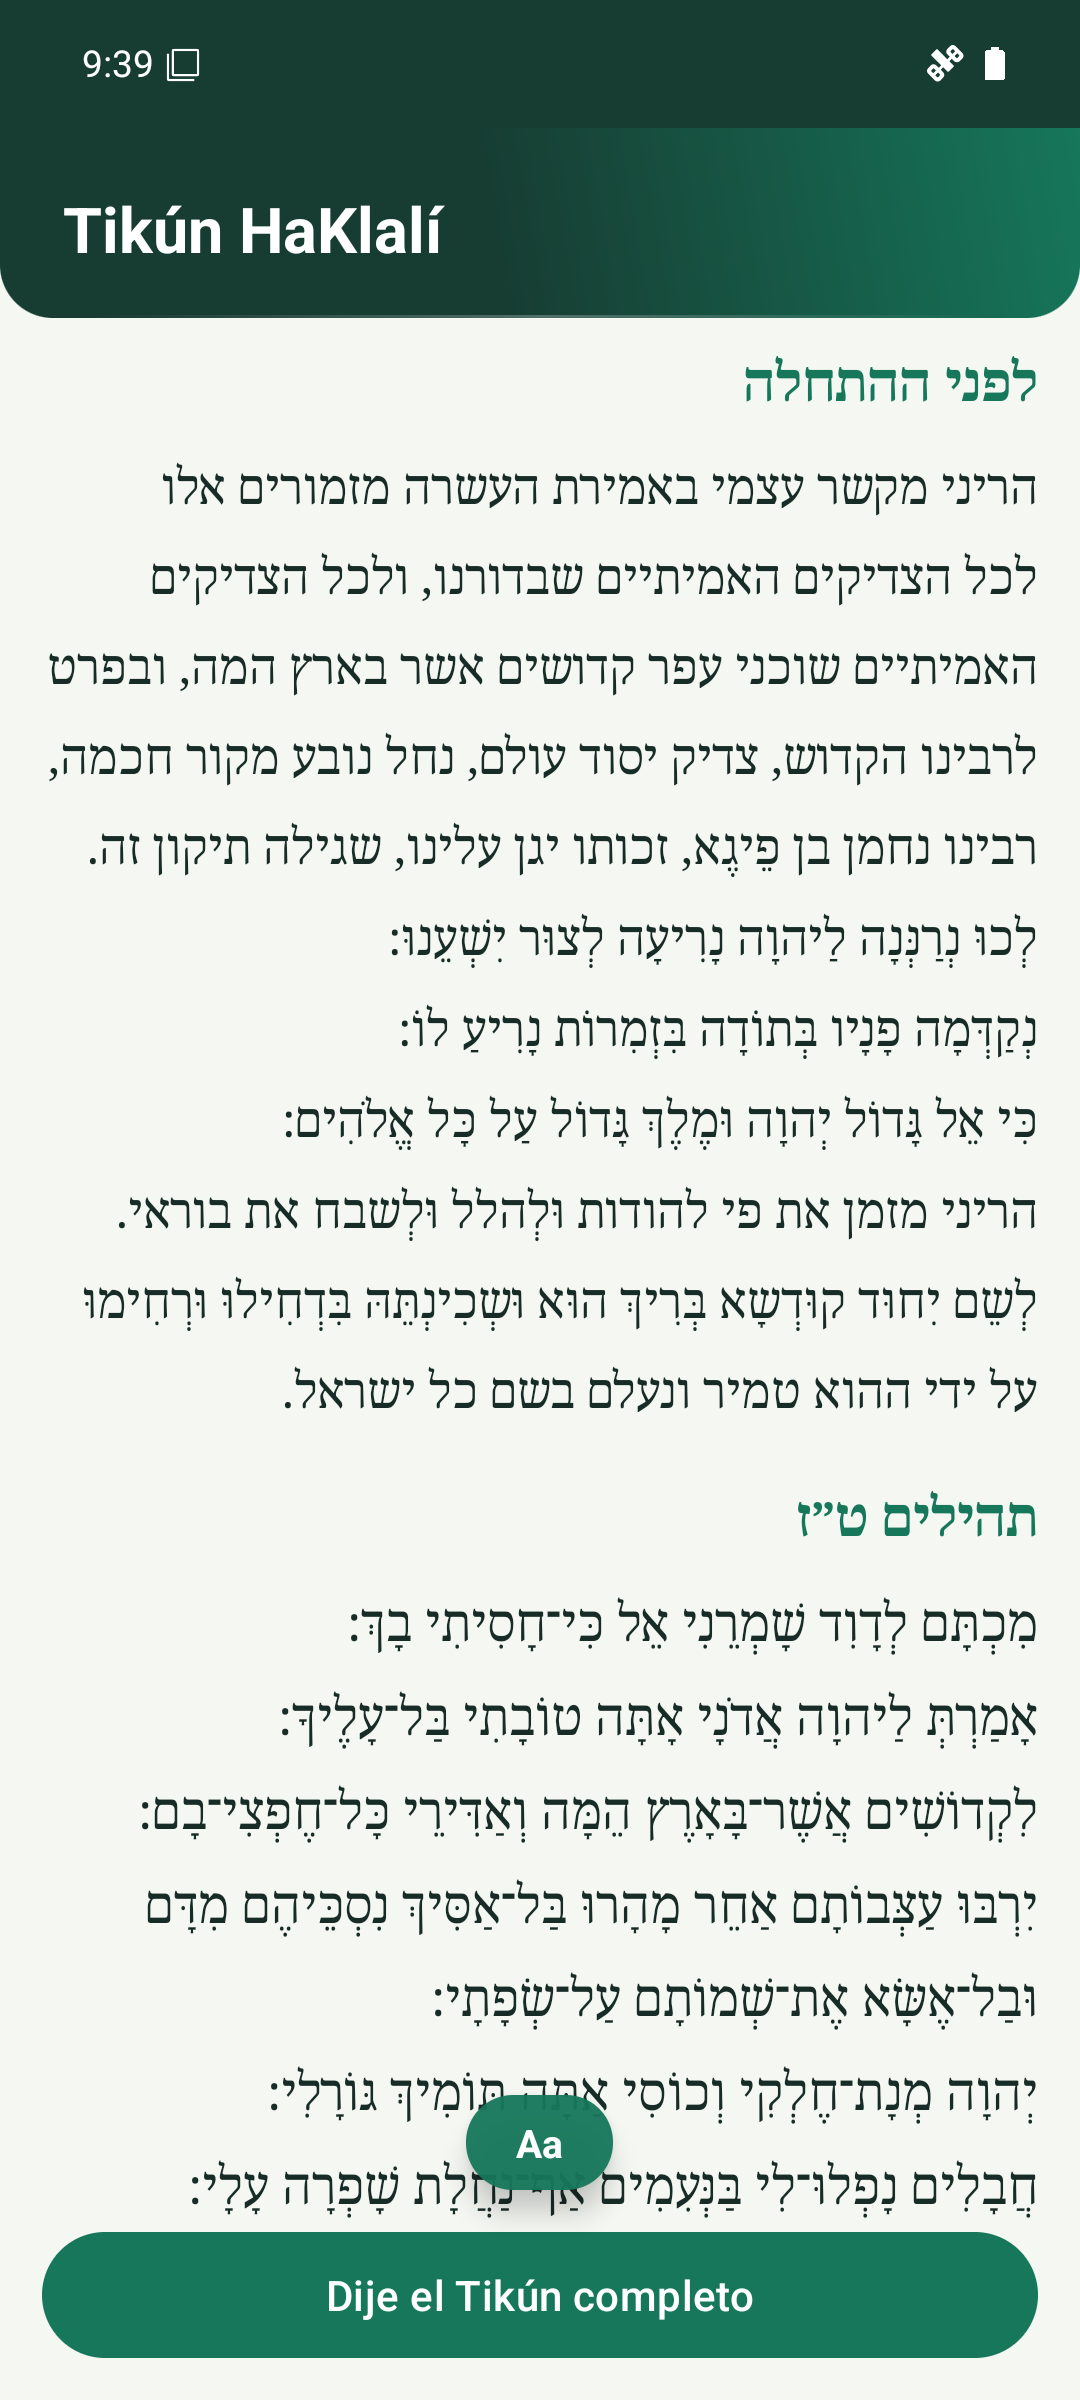 9:39
Tikún HaKlalí
לפני ההתחלה
הריני מקשר עצמי באמירת העשרה מזמורים אלו
לכל הצדיקים האמיתיים שבדורנו, ולכל הצדיקים
האמיתיים שוכני עפר קדושים אשר בארץ המה, ובפרט
לרבינו הקדוש, צדיק יסוד עולם, נחל נובע מקור חכמה,
רבינו נחמן בן פֵיגֶא, זכותו יגן עלינו, שגילה תיקון זה.
לְכוּ נְרַנְּנָה לַיהוָה נָרִיעָה לְצוּר יִשְׁעֵנוּ:
נְקַדְּמָה פָנָיו בְּתוֹדָה בִּזְמִרוֹת נָרִיעַ לוֹ:
כִּי אֵל גָּדוֹל יְהוָה וּמֶלֶךְ גָּדוֹל עַל כָּל אֱלֹהִים:
הריני מזמן את פי להודות וּלְהלל וּלְשבח את בוראי.
לְשֵׁם יִחוּד קוּדְשָׁא בְּרִיךְ הוּא וּשְׁכִינְתֵּהּ בִּדְחִילוּ וּרְחִימוּ
על ידי ההוא טמיר ונעלם בשם כל ישראל.
תהילים ט״ז
מִכְתָּם לְדָוִד שָׁמְרֵנִי אֵל כִּי־חָסִיתִי בָךְ:
אָמַרְתְּ לַיהוָה אֲדֹנָי אָתָּה טוֹבָתִי בַּל־עָלֶיךָ:
לִקְדוֹשִׁים אֲשֶׁר־בָּאָרֶץ הֵמָּה וְאַדִּירֵי כָּל־חֶפְצִי־בָם:
יִרְבּוּ עַצְּבוֹתָם אַחֵר מָהָרוּ בַּל־אַסִּיךְ נִסְכֵּיהֶם מִדָּם
וּבַל־אֶשָּׂא אֶת־שְׁמוֹתָם עַל־שְׂפָתָי:
יְהוָה מְנָת־חֶלְקִי וְכוֹסִי אַתָּה תּוֹמִיךְ גּוֹרָלִי:
חֲבָלִים נָפְלוּ־לִי בַּנְּעִמִים אַף־נַחֲלָת שָׁפְרָה עָלָי:
Aa
Dije el Tikún completo